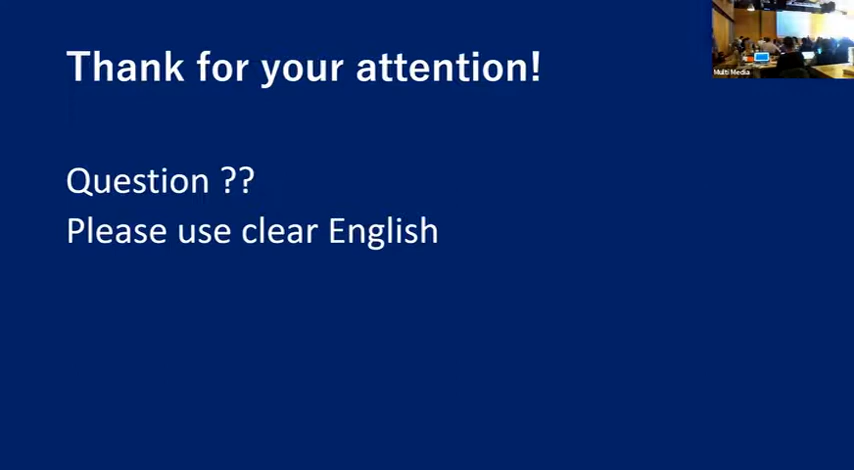 Thank for your attention!
Question ??
Please use clear English
Multi Media